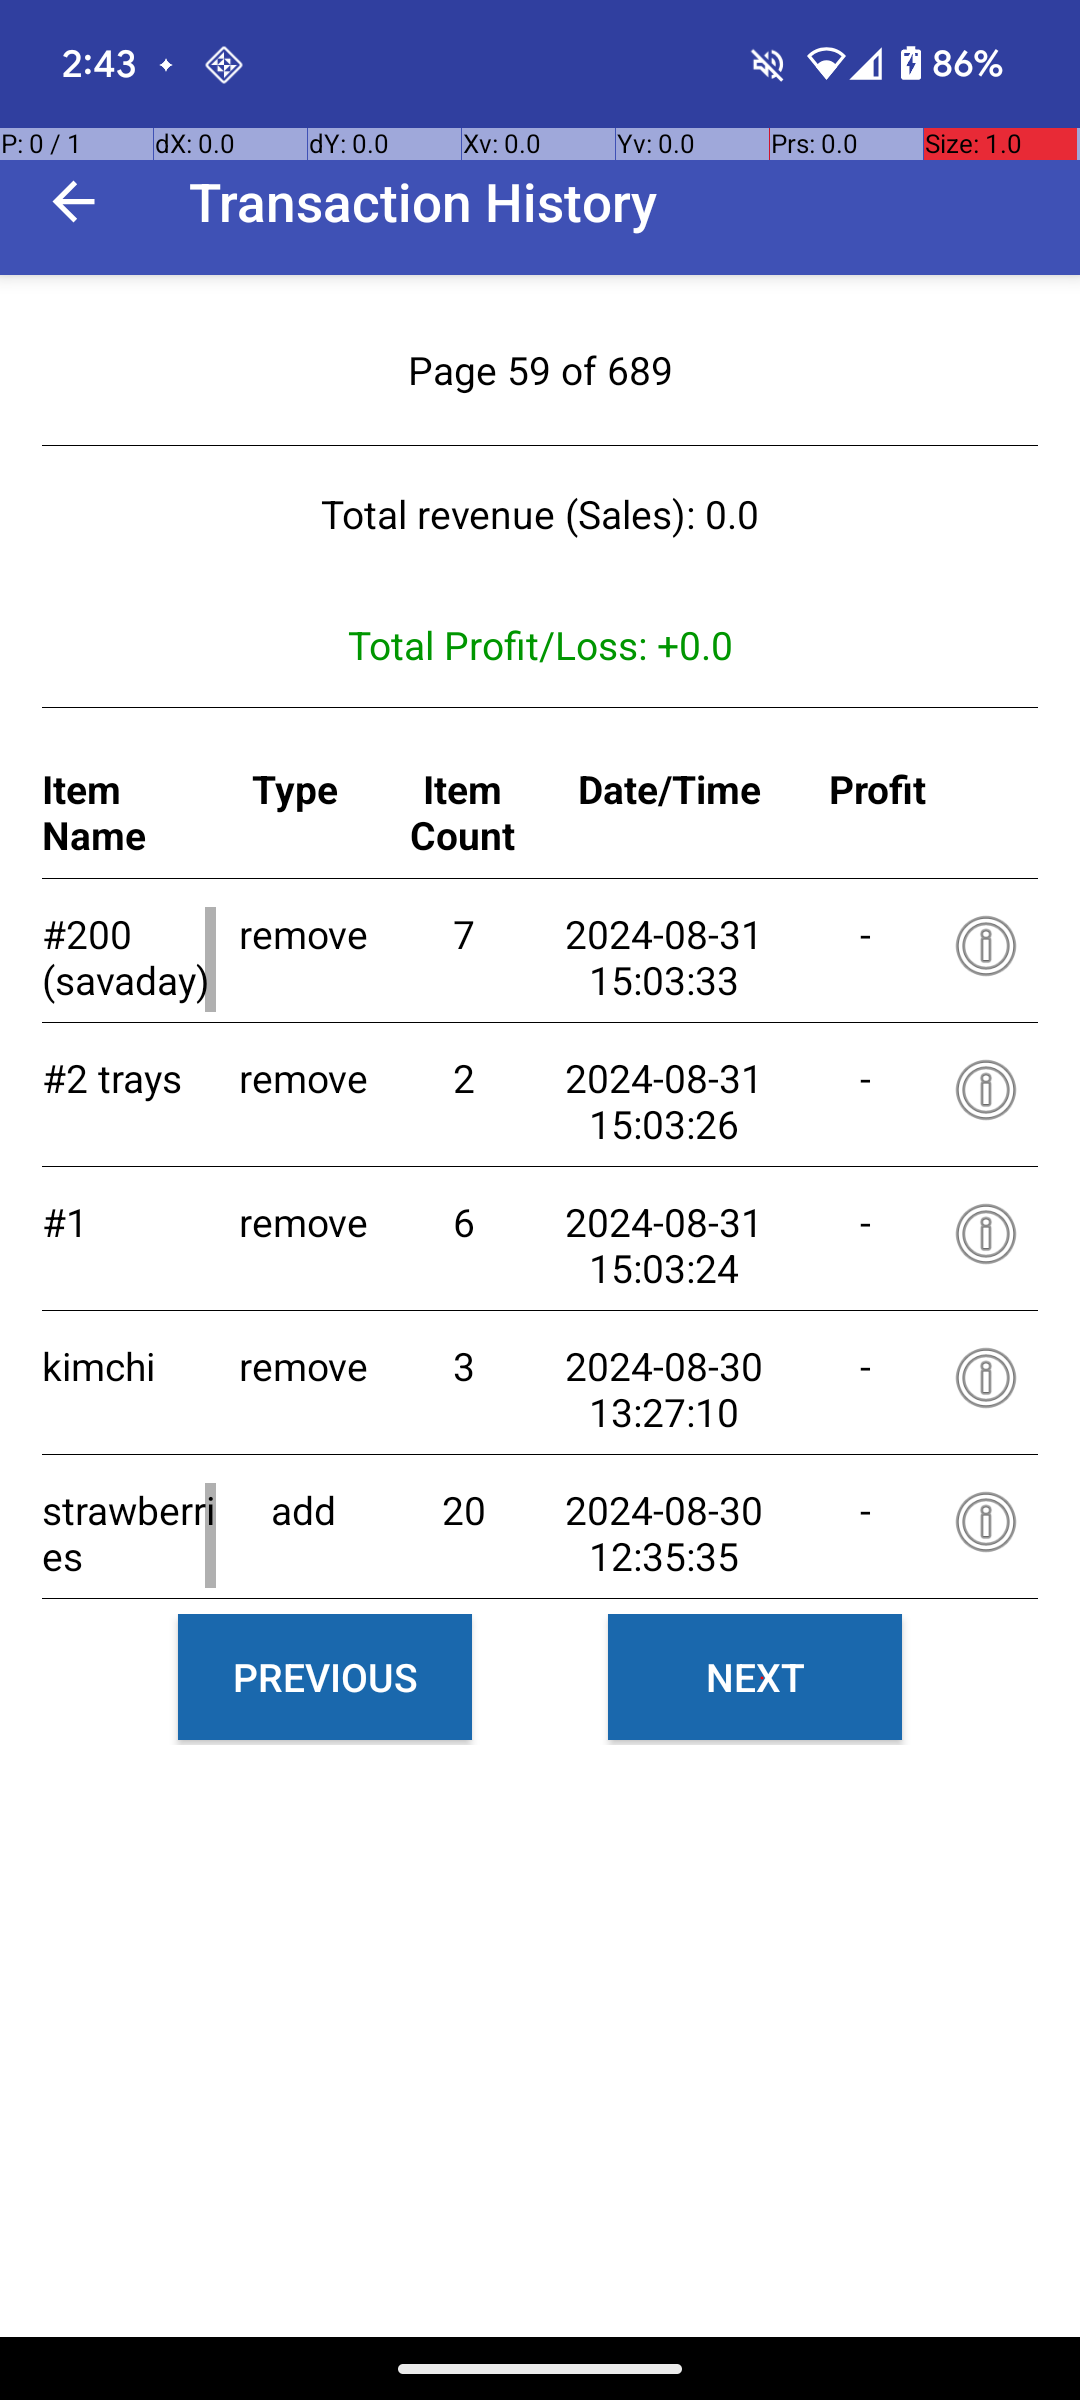 2:43
86%
P: 0 / 1 dX: 0.0 dY: 0.0 Xv: 0.0 Yv: 0.0 Prs: 0.0 Size: 1.0
Transaction History
Page 59 of 689
Total revenue (Sales): 0.0
Total Profit/Loss: +0.0
Item Type Item Date/Time Profit
Name Count
#200 remove 7 2024-08-31 -
(savaday) 15:03:33
#2 trays remove 2 2024-08-31 -
15:03:26
#1 remove 6 2024-08-31 -
15:03:24
kimchi remove 3 2024-08-30 -
13:27:10
strawberri add 20 2024-08-30 -
es 12:35:35
PREVIOUS NEXT